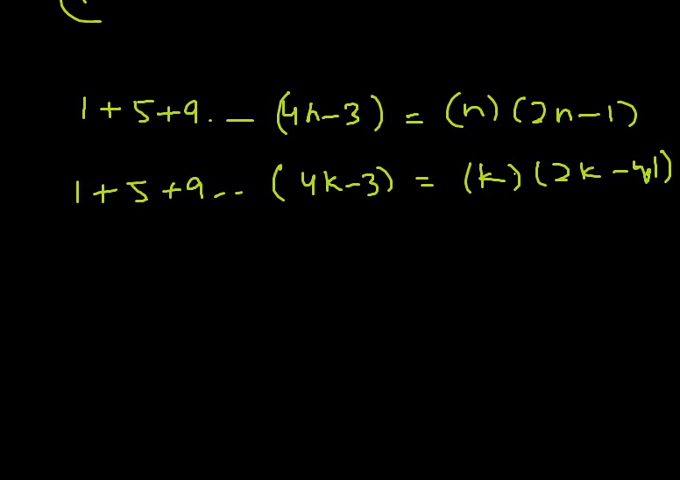 1 + 5 + 9 . — (4n - 3) = (n) (2n - 1)
1 + 5 + 9 . . . (4k - 3) = (k) (2k - 1)